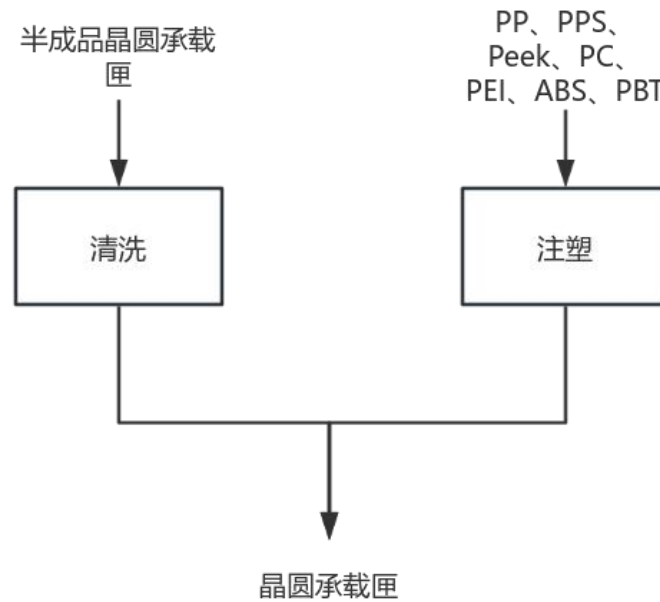 半成品晶圆承载
匣
PP、PPS、
Peek、PC、
PEI、ABS、PBT
清洗
注塑
晶圆承载匣